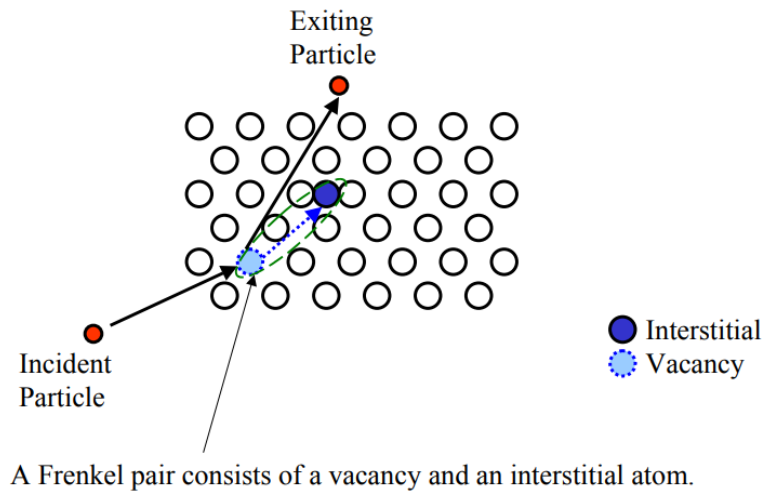 Exiting
Particle
Incident
Particle
Interstitial
Vacancy
A Frenkel pair consists of a vacancy and an interstitial atom.